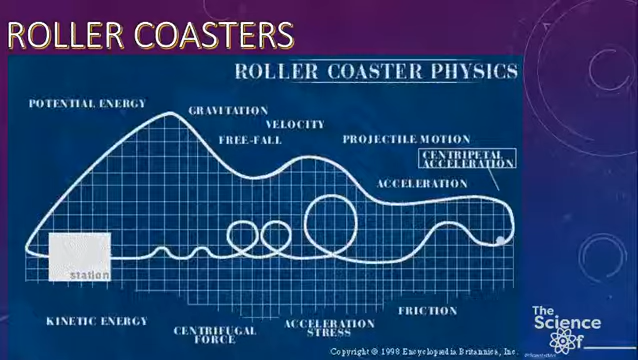 ROLLER COASTERS
ROLLER COASTER PHYSICS
POTENTIAL ENERGY
GRAVITATION
VELOCITY
FREE-FALL
PROJECTILE MOTION
CENTRIPETAL
ACCELERATION
ACCELERATION
station
KINETIC ENERGY
CENTRIFUGAL
FORCE
ACCELERATION
STRESS
FRICTION
The
Science
of
Copyright © 1998 Encyclopædia Britannica, Inc.